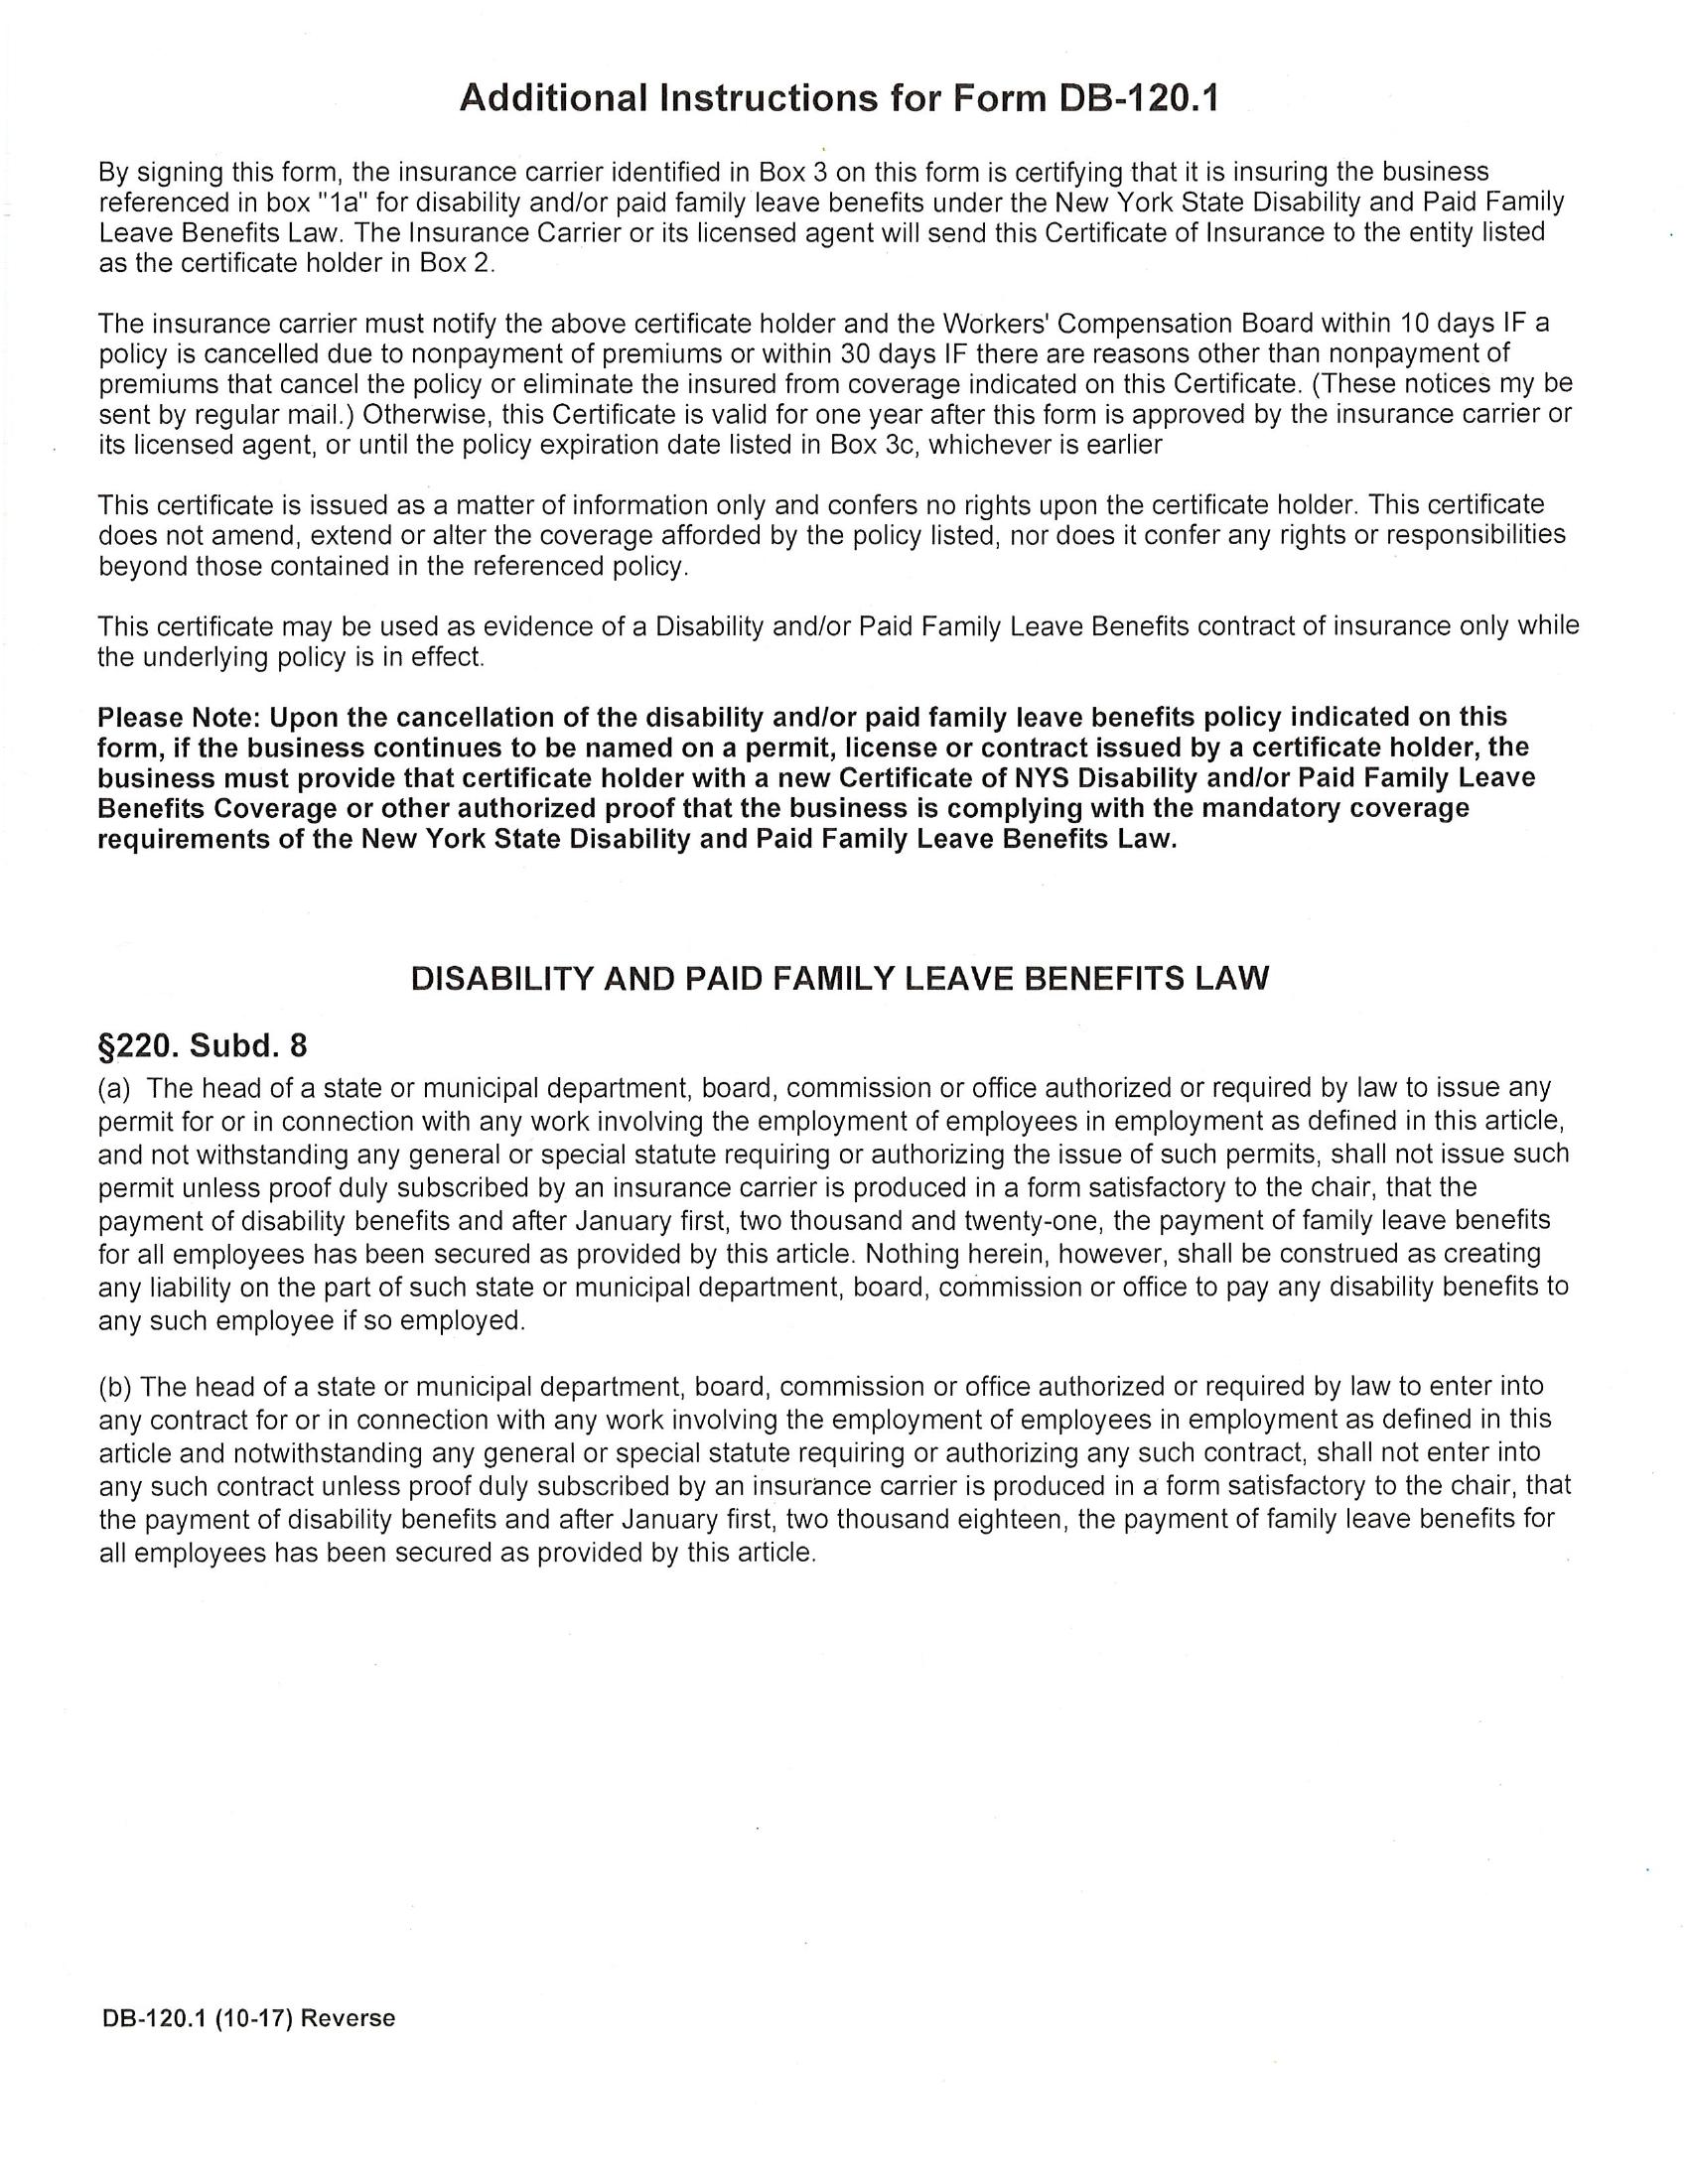 Additional Instructions for Form DB-120.1
By signing this form, the insurance carrier identified in Box 3 on this form is certifying that it is insuring the business
referenced in box "1a" for disability and/or paid family leave benefits under the New York State Disability and Paid Family
Leave Benefits Law. The Insurance Carrier or its licensed agent will send this Certificate of Insurance to the entity listed
as the certificate holder in Box 2.
The insurance carrier must notify the above certificate holder and the Workers' Compensation Board within 10 days IF a
policy is cancelled due to nonpayment of premiums or within 30 days IF there are reasons other than nonpayment of
premiums that cancel the policy or eliminate the insured from coverage indicated on this Certificate. (These notices my be
sent by regular mail.) Otherwise, this Certificate is valid for one year after this form is approved by the insurance carrier or
its licensed agent, or until the policy expiration date listed in Box 3c, whichever is earlier
This certificate is issued as a matter of information only and confers no rights upon the certificate holder. This certificate
does not amend, extend or alter the coverage afforded by the policy listed, nor does it confer any rights or responsibilities
beyond those contained in the referenced policy.
This certificate may be used as evidence of a Disability and/or Paid Family Leave Benefits contract of insurance only while
the underlying policy is in effect.
Please Note: Upon the cancellation of the disability and/or paid family leave benefits policy indicated on this
form, if the business continues to be named on a permit, license or contract issued by a certificate holder, the
business must provide that certificate holder with a new Certificate of NYS Disability and/or Paid Family Leave
Benefits Coverage or other authorized proof that the business is complying with the mandatory coverage
requirements of the New York State Disability and Paid Family Leave Benefits Law.
DISABILITY AND PAID FAMILY LEAVE BENEFITS LAW
§220. Subd. 8
(a) The head of a state or municipal department, board, commission or office authorized or required by law to issue any
permit for or in connection with any work involving the employment of employees in employment as defined in this article,
and not withstanding any general or special statute requiring or authorizing the issue of such permits, shall not issue such
permit unless proof duly subscribed by an insurance carrier is produced in a form satisfactory to the chair, that the
payment of disability benefits and after January first, two thousand and twenty-one, the payment of family leave benefits
for all employees has been secured as provided by this article. Nothing herein, however, shall be construed as creating
any liability on the part of such state or municipal department, board, commission or office to pay any disability benefits to
any such employee if so employed.
(b) The head of a state or municipal department, board, commission or office authorized or required by law to enter into
any contract for or in connection with any work involving the employment of employees in employment as defined in this
article and notwithstanding any general or special statute requiring or authorizing any such contract, shall not enter into
any such contract unless proof duly subscribed by an insurance carrier is produced in a form satisfactory to the chair, that
the payment of disability benefits and after January first, two thousand eighteen, the payment of family leave benefits for
all employees has been secured as provided by this article.
DB-120.1 (10-17) Reverse